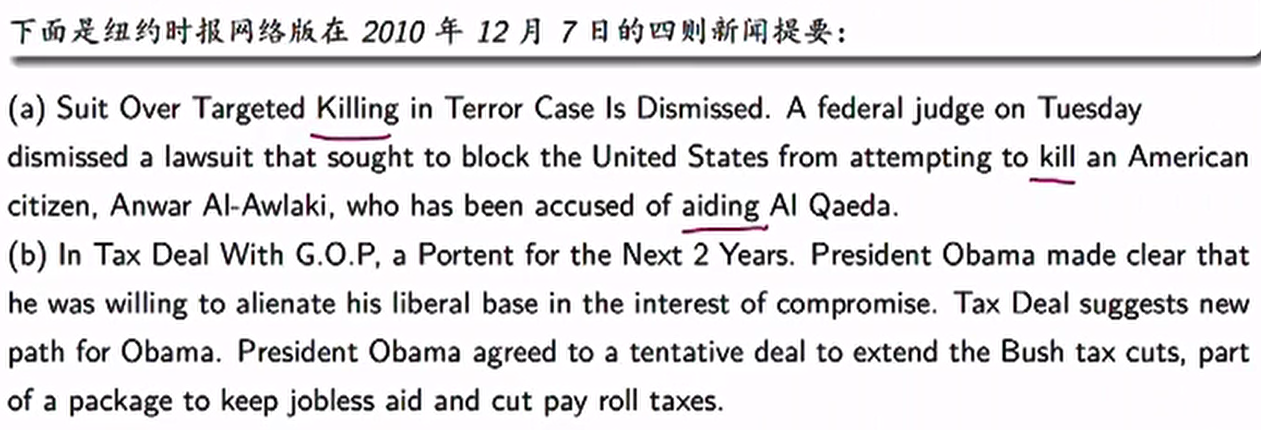 下面是纽约时报网络版在 2010 年 12 月 7 日的四则新闻提要：
(a) Suit Over Targeted Killing in Terror Case Is Dismissed. A federal judge on Tuesday
dismissed a lawsuit that sought to block the United States from attempting to kill an American
citizen, Anwar Al-Awlaki, who has been accused of aiding Al Qaeda.
(b) In Tax Deal With G.O.P, a Portent for the Next 2 Years. President Obama made clear that
he was willing to alienate his liberal base in the interest of compromise. Tax Deal suggests new
path for Obama. President Obama agreed to a tentative deal to extend the Bush tax cuts, part
of a package to keep jobless aid and cut pay roll taxes.